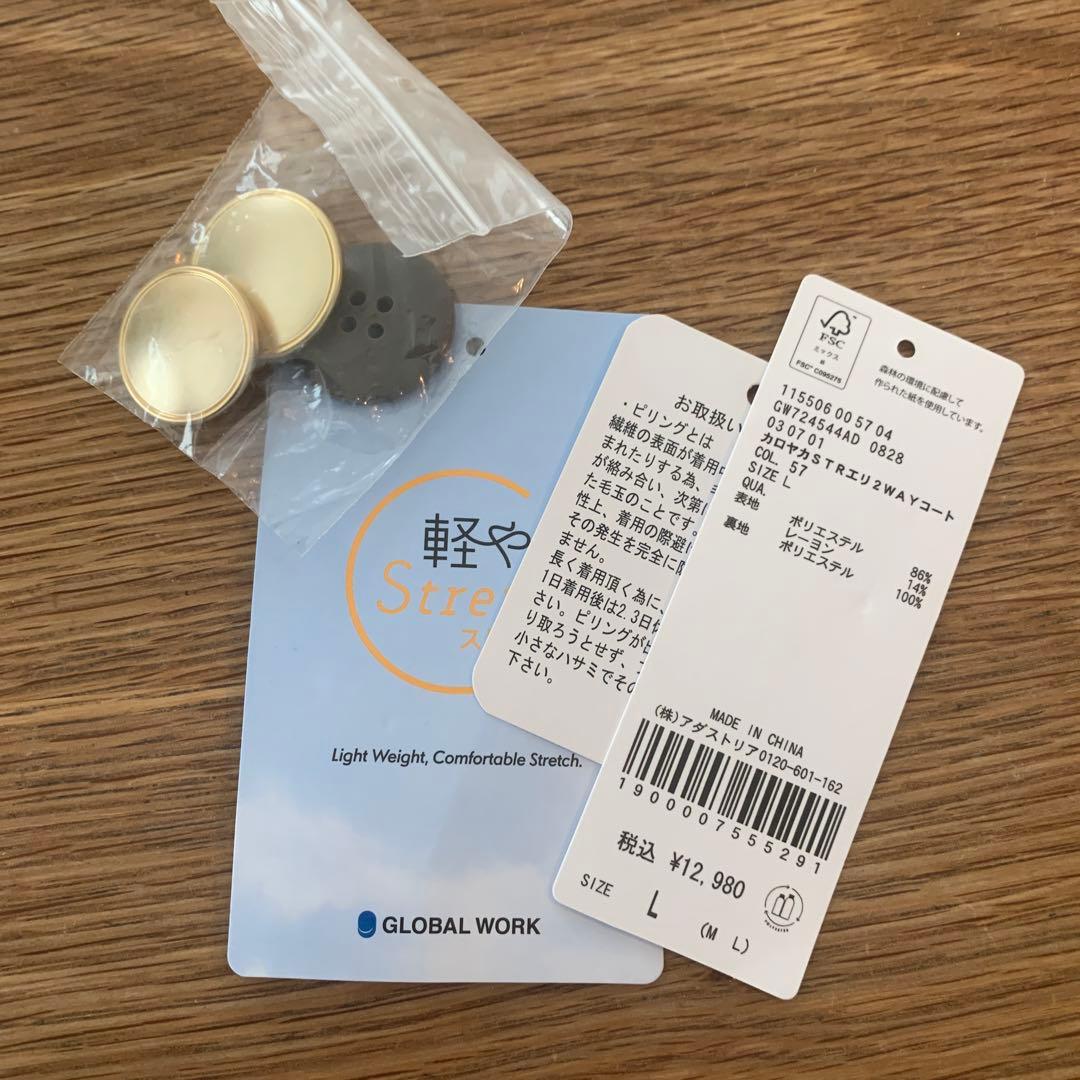 軽や
Stre
ス
Light Weight, Comfortable Stretch.
GLOBAL WORK
お取扱い
・ピリングとは
繊維の表面が着用
まれたりする為、
が絡み合い、次第
た毛玉のことです。
性上、着用の際避
その発生を完全に
ません。
長く着用頂く為に、
1日着用後は2.3日
さい。ピリングが
り取ろうとせず、
小さなハサミでその
下さい。
FSC
ミックス
紙
FSC® C095275
森林の環境に配慮して
作られた紙を使用しています。
115506 00 57 04
GW724544AD 0828
03 07 01
カロヤカSTRエリ2WAYコート
COL. 57
SIZE L
QUA.
表地 ポリエステル 86%
レーヨン 14%
裏地 ポリエステル 100%
MADE IN CHINA
(株)アダストリア0120-601-162
1900007555291
税込 ¥12,980
SIZE L (M L)